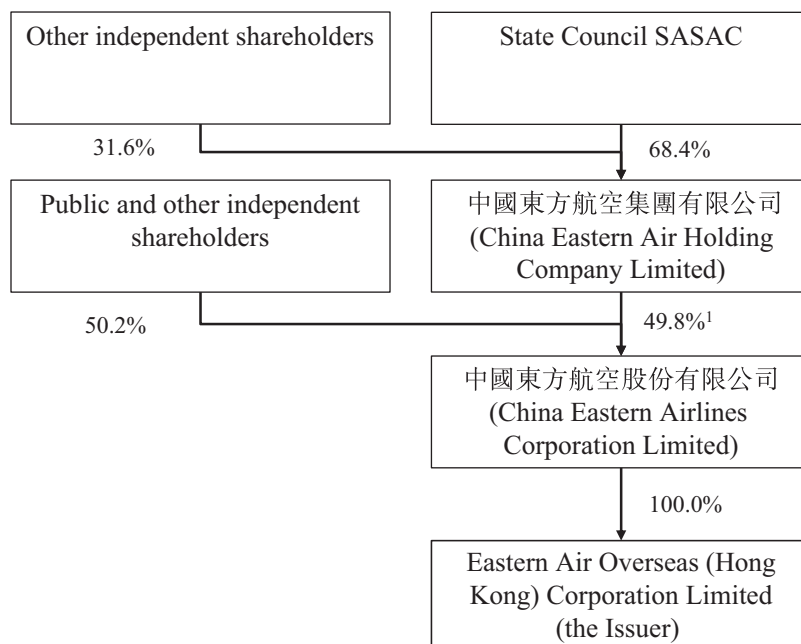 Other independent shareholders
State Council SASAC
31.6%
68.4%
Public and other independent
shareholders
中國東方航空集團有限公司
(China Eastern Air Holding
Company Limited)
50.2%
49.8%¹
中國東方航空股份有限公司
(China Eastern Airlines
Corporation Limited)
100.0%
Eastern Air Overseas (Hong
Kong) Corporation Limited
(the Issuer)